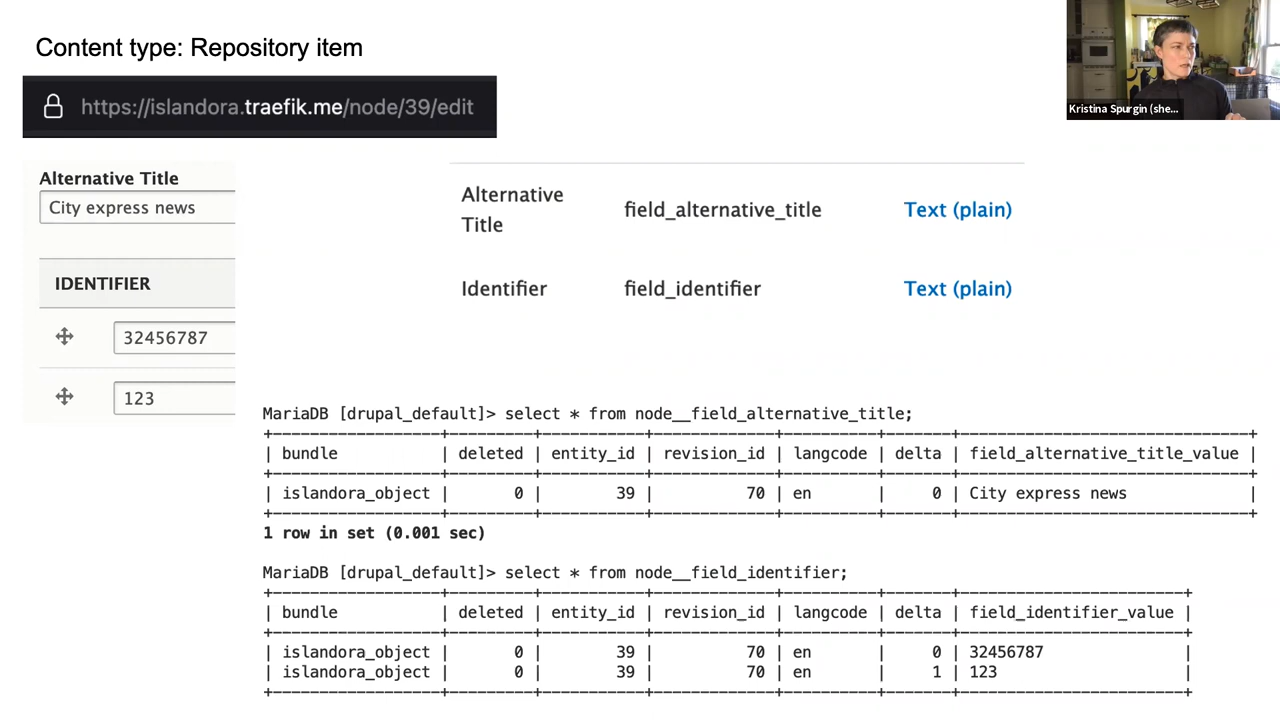 Content type: Repository item
https://islandora.traefik.me/node/39/edit
Kristina Spurgin (she...
Alternative Title
City express news
IDENTIFIER
32456787
123
Alternative Title field_alternative_title Text (plain)
Identifier field_identifier Text (plain)
MariaDB [drupal_default]> select * from node__field_alternative_title;
+-------------------+---------+-----------+-------------+----------+-------+-------------------------------+
| bundle | deleted | entity_id | revision_id | langcode | delta | field_alternative_title_value |
| islandora_object | 0 | 39 | 70 | en | 0 | City express news |
1 row in set (0.001 sec)
MariaDB [drupal_default]> select * from node__field_identifier;
| bundle | deleted | entity_id | revision_id | langcode | delta | field_identifier_value |
| islandora_object | 0 | 39 | 70 | en | 0 | 32456787 |
| islandora_object | 0 | 39 | 70 | en | 1 | 123 |